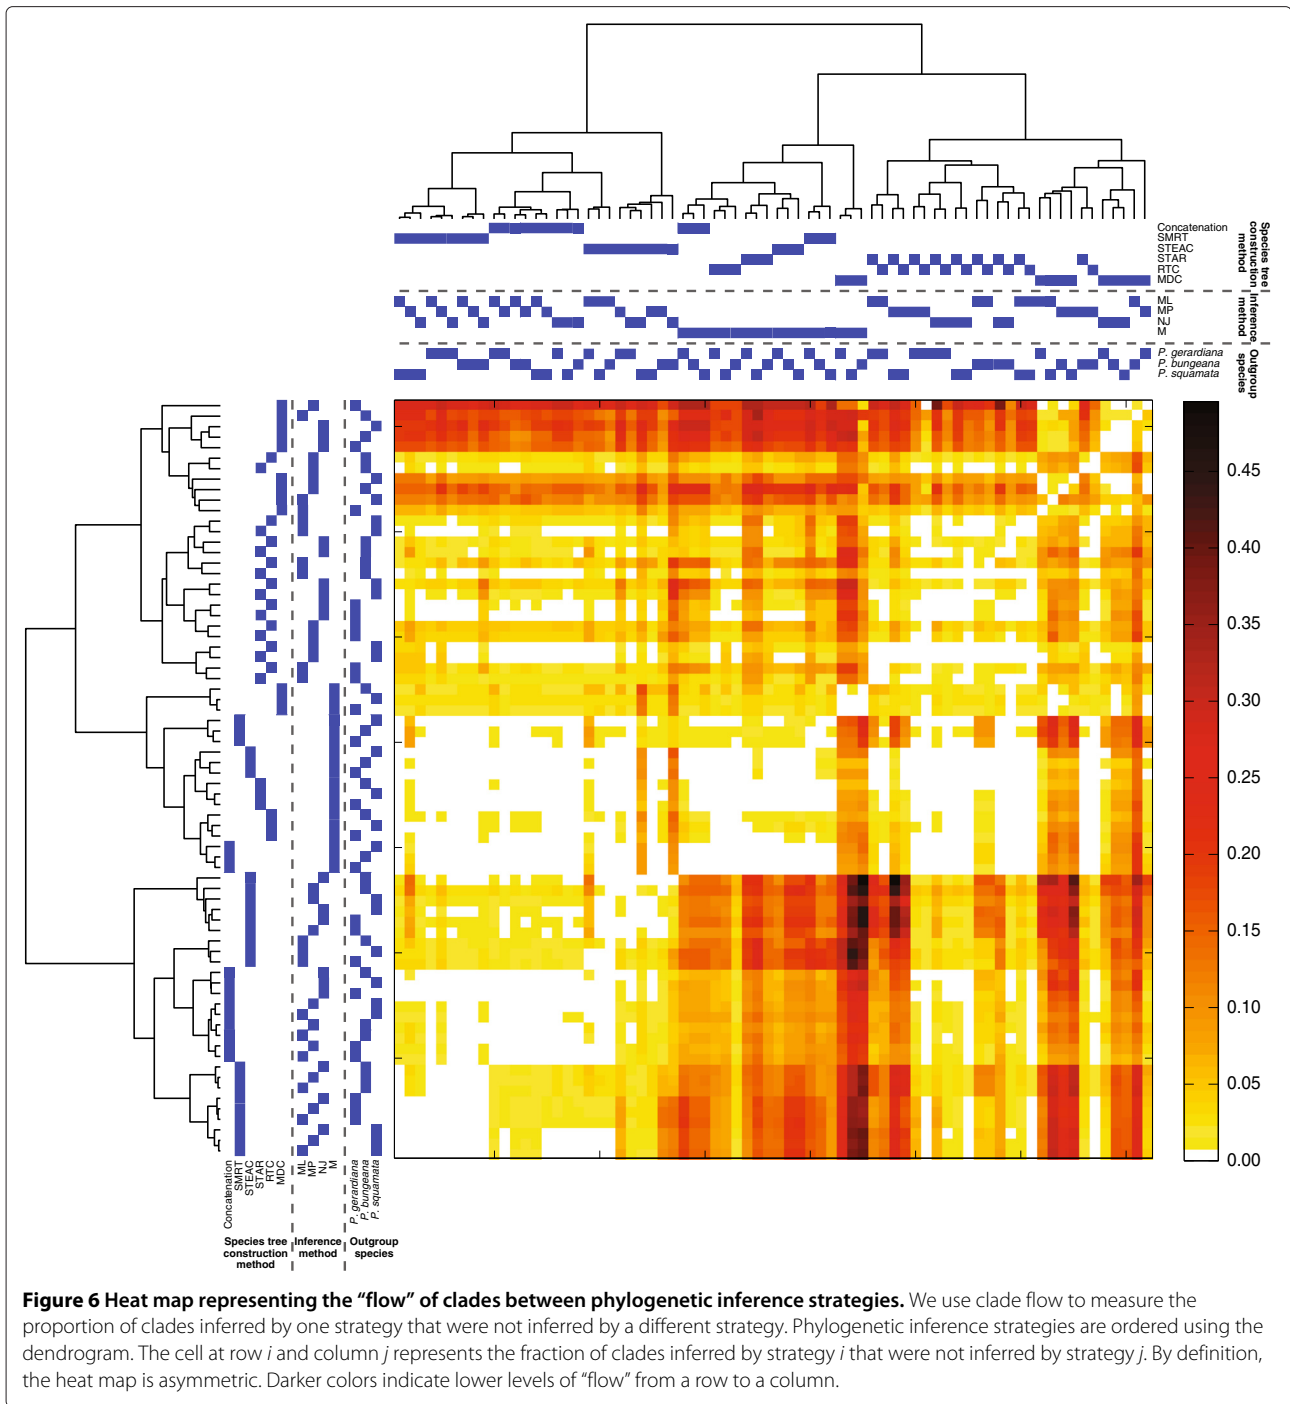 Concatenation
SMRT
STEAC
STAR
RTC
MDC
Species tree
construction
method
ML
MP
NJ
M
Inference
method
P. gerardiana
P. bungeana
P. squamata
Outgroup
species
0.45
0.40
0.35
0.30
0.25
0.20
0.15
0.10
0.05
0.00
Concatenation
SMRT
STEAC
STAR
RTC
MDC
ML
MP
NJ
M
P. gerardiana
P. bungeana
P. squamata
Species tree
construction
method
Inference
method
Outgroup
species
Figure 6 Heat map representing the “flow” of clades between phylogenetic inference strategies. We use clade flow to measure the
proportion of clades inferred by one strategy that were not inferred by a different strategy. Phylogenetic inference strategies are ordered using the
dendrogram. The cell at row i and column j represents the fraction of clades inferred by strategy i that were not inferred by strategy j. By definition,
the heat map is asymmetric. Darker colors indicate lower levels of “flow” from a row to a column.